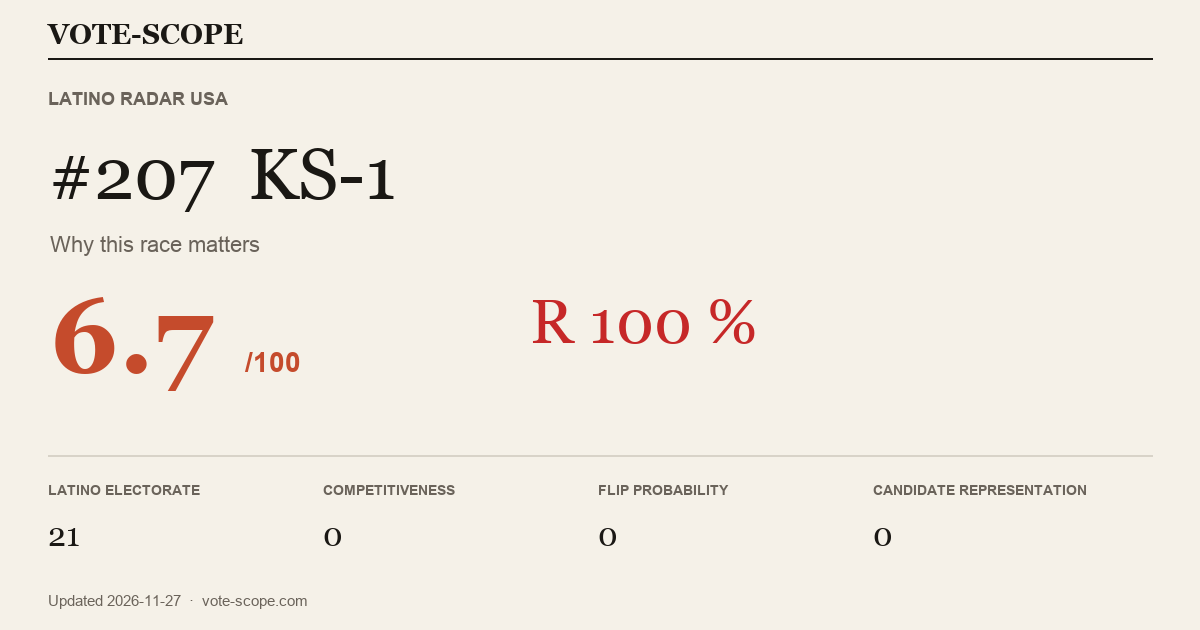 VOTE-SCOPE
LATINO RADAR USA
#207 KS-1
Why this race matters
6.7 /100
R 100 %
LATINO ELECTORATE
21
COMPETITIVENESS
0
FLIP PROBABILITY
0
CANDIDATE REPRESENTATION
0
Updated 2026-11-27 · vote-scope.com